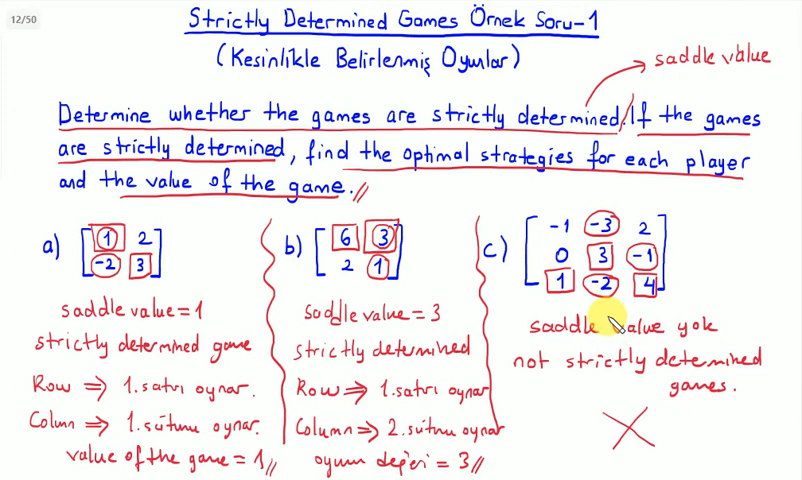 12/50
Strictly Determined Games Örnek Soru-1
(Kesinlikle Belirlenmiş Oyunlar)
saddle value
Determine whether the games are strictly determined. If the games
are strictly determined, find the optimal strategies for each player
and the value of the game.
a)
1 2
-2 3
saddle value = 1
strictly determined game
Row ⇒ 1. satrı oynar.
Column ⇒ 1. sütunu oynar.
value of the game = 1
b)
6 3
2 1
saddle value = 3
strictly determined
Row ⇒ 1. satrı oynar
Column ⇒ 2. sütunu oynar
oyunu değeri = 3
c)
-1 -3 2
0 3 -1
1 -2 4
saddle value yok
not strictly determined
games.